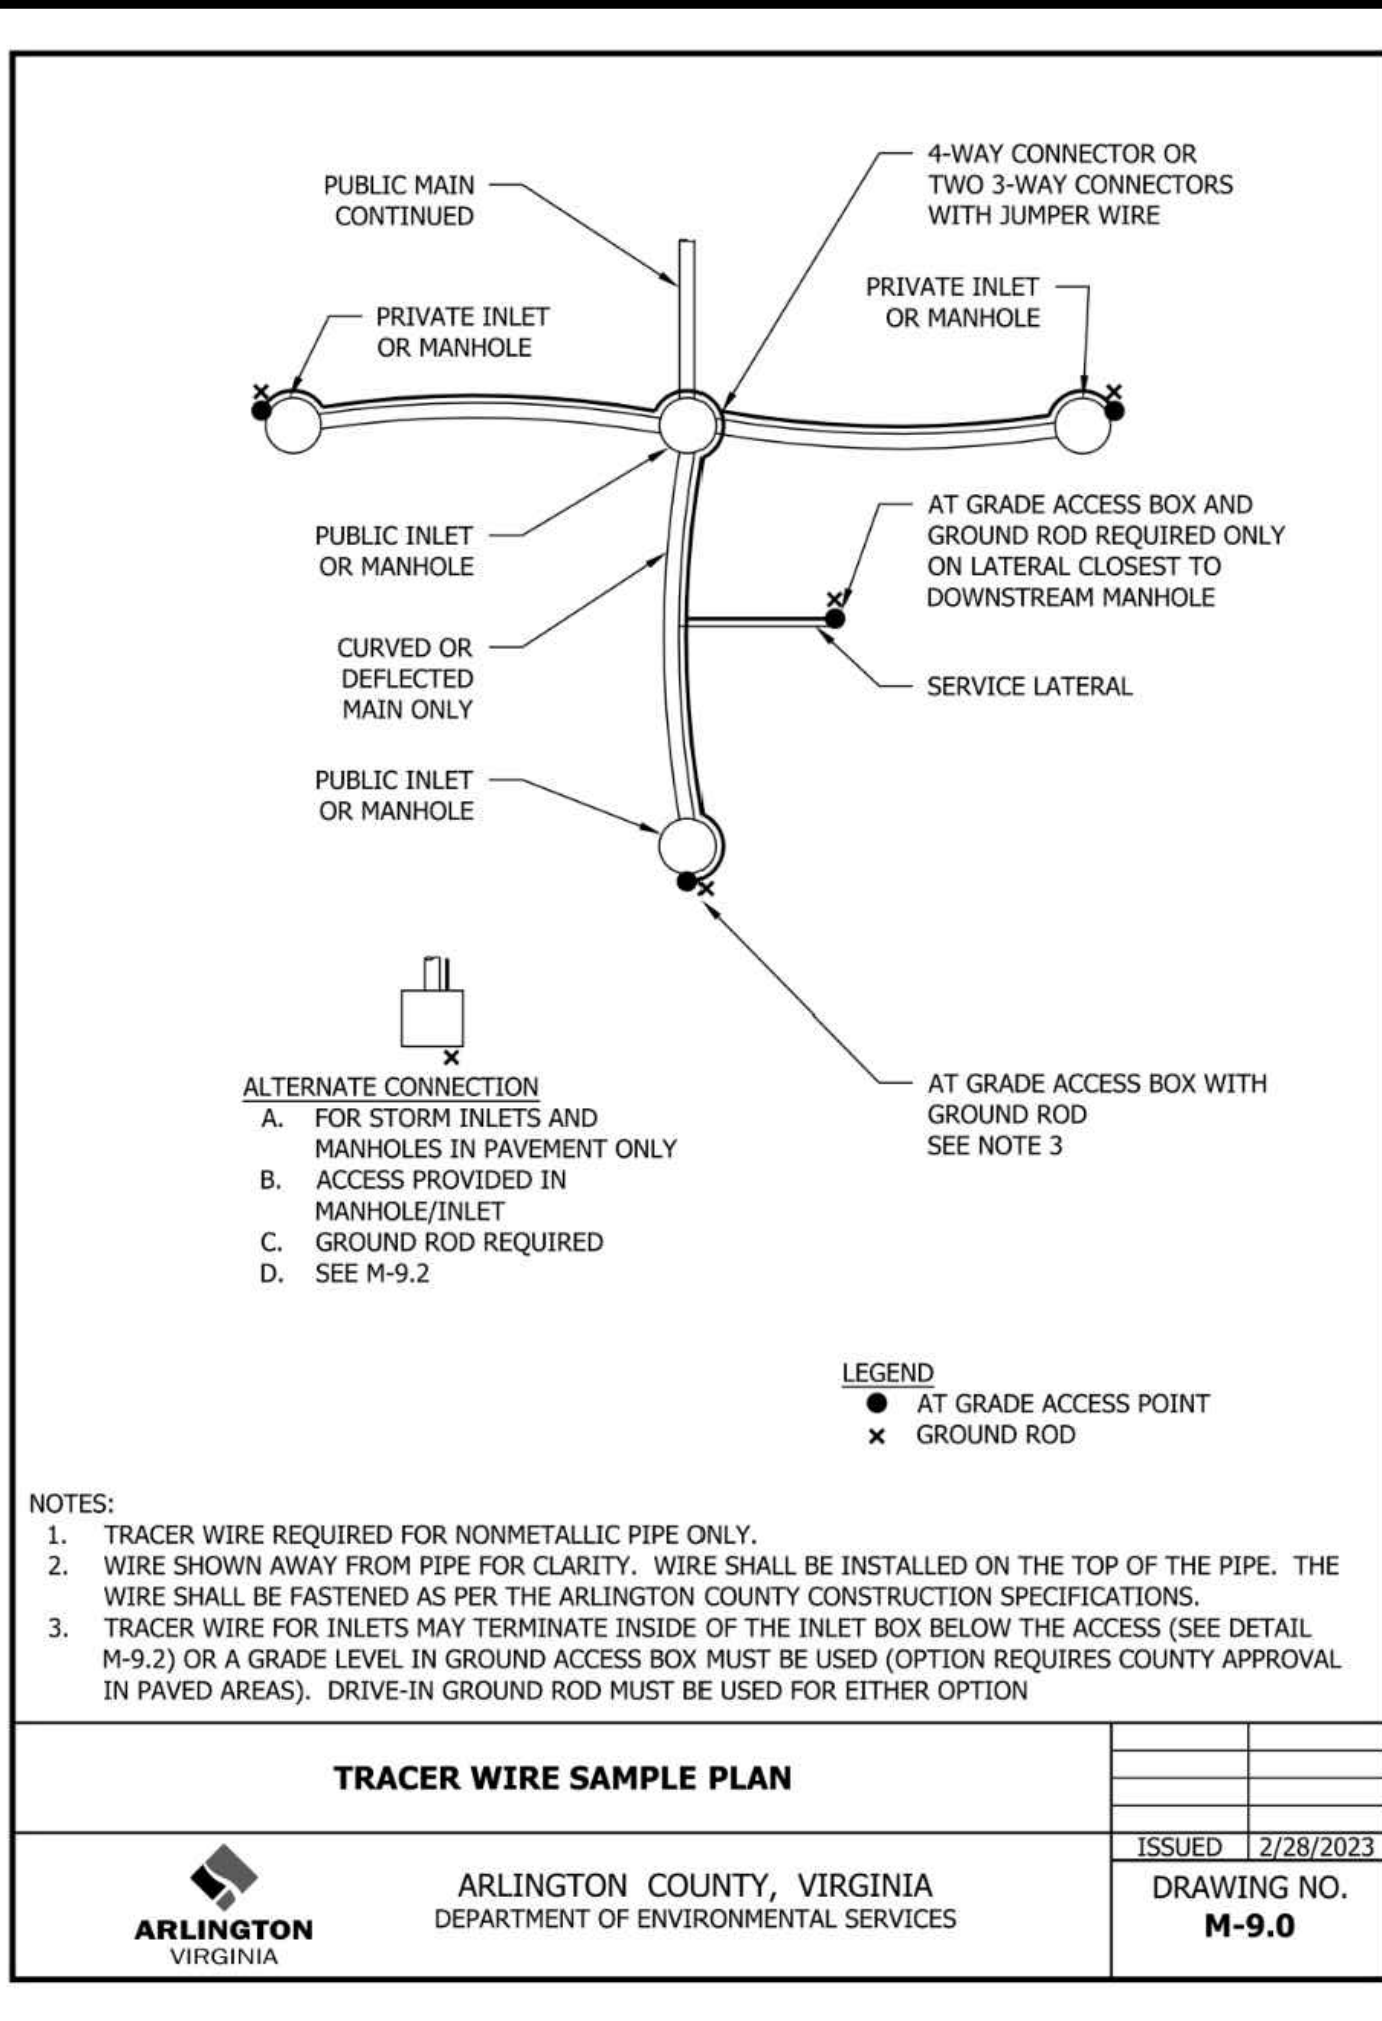 4-WAY CONNECTOR OR
TWO 3-WAY CONNECTORS
WITH JUMPER WIRE
PUBLIC MAIN
CONTINUED
PRIVATE INLET
OR MANHOLE
PRIVATE INLET
OR MANHOLE
AT GRADE ACCESS BOX AND
GROUND ROD REQUIRED ONLY
ON LATERAL CLOSEST TO
DOWNSTREAM MANHOLE
PUBLIC INLET
OR MANHOLE
CURVED OR
DEFLECTED
MAIN ONLY
SERVICE LATERAL
PUBLIC INLET
OR MANHOLE
AT GRADE ACCESS BOX WITH
GROUND ROD
SEE NOTE 3
ALTERNATE CONNECTION
A. FOR STORM INLETS AND
MANHOLES IN PAVEMENT ONLY
B. ACCESS PROVIDED IN
MANHOLE/INLET
C. GROUND ROD REQUIRED
D. SEE M-9.2
LEGEND
AT GRADE ACCESS POINT
GROUND ROD
NOTES:
1. TRACER WIRE REQUIRED FOR NONMETALLIC PIPE ONLY.
2. WIRE SHOWN AWAY FROM PIPE FOR CLARITY. WIRE SHALL BE INSTALLED ON THE TOP OF THE PIPE. THE
WIRE SHALL BE FASTENED AS PER THE ARLINGTON COUNTY CONSTRUCTION SPECIFICATIONS.
3. TRACER WIRE FOR INLETS MAY TERMINATE INSIDE OF THE INLET BOX BELOW THE ACCESS (SEE DETAIL
M-9.2) OR A GRADE LEVEL IN GROUND ACCESS BOX MUST BE USED (OPTION REQUIRES COUNTY APPROVAL
IN PAVED AREAS). DRIVE-IN GROUND ROD MUST BE USED FOR EITHER OPTION
TRACER WIRE SAMPLE PLAN
ISSUED 2/28/2023
ARLINGTON
VIRGINIA
ARLINGTON COUNTY, VIRGINIA
DEPARTMENT OF ENVIRONMENTAL SERVICES
DRAWING NO.
M-9.0